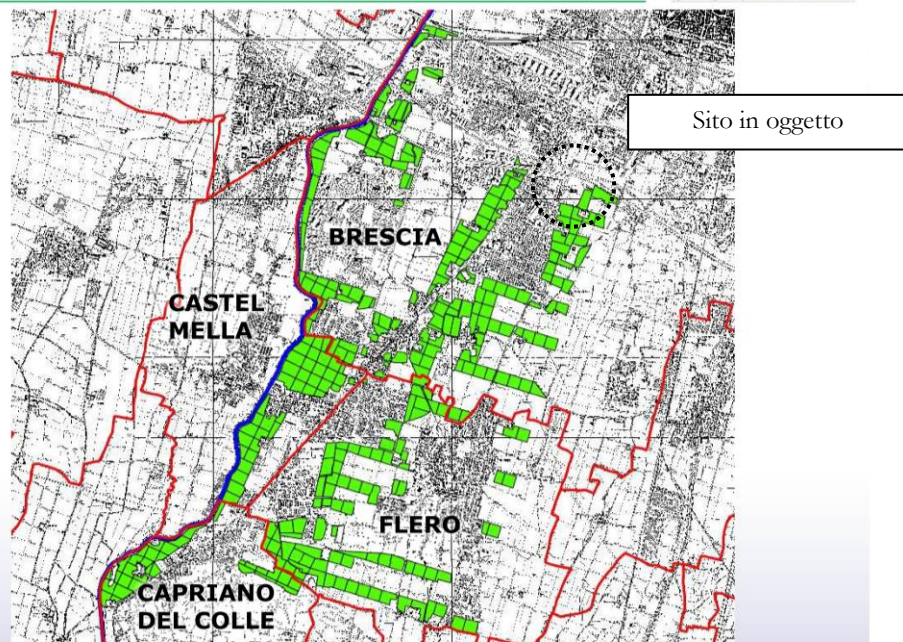 Sito in oggetto
BRESCIA
CASTEL
MELLA
FLERO
CAPRIANO
DEL COLLE